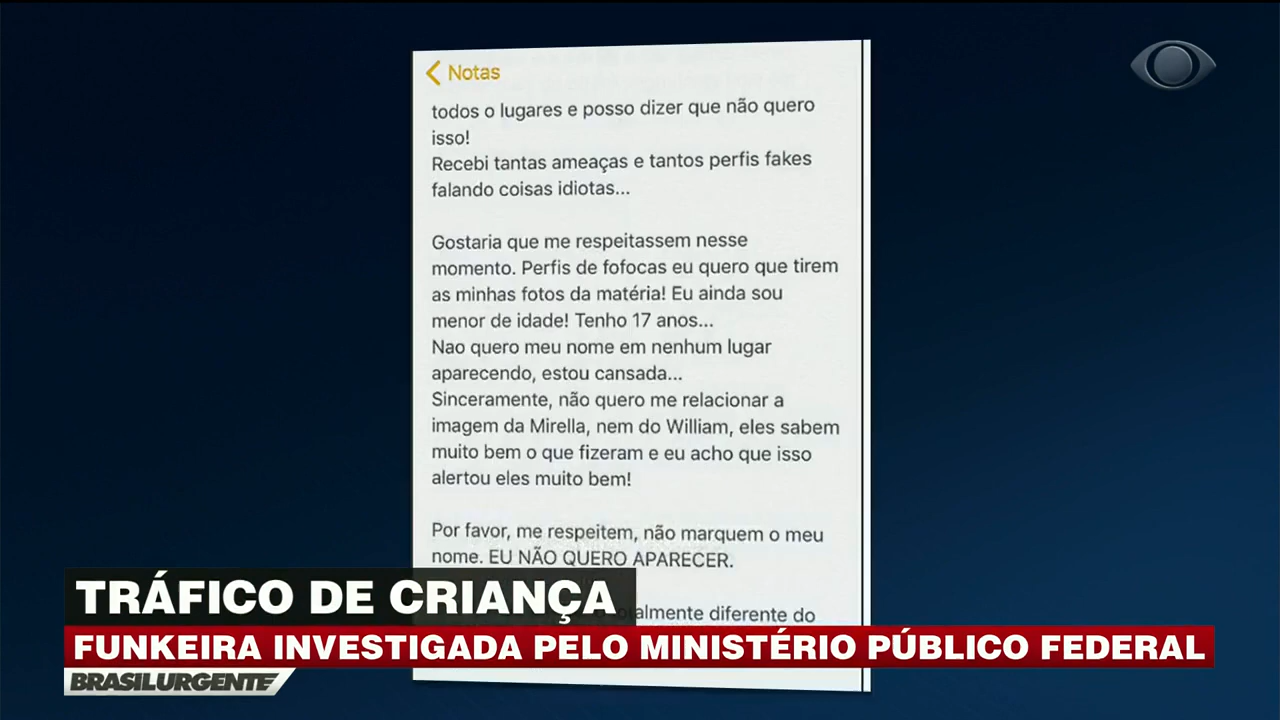 Notas
todos o lugares e posso dizer que não quero
isso!
Recebi tantas ameaças e tantos perfis fakes
falando coisas idiotas...
Gostaria que me respeitassem nesse
momento. Perfis de fofocas eu quero que tirem
as minhas fotos da matéria! Eu ainda sou
menor de idade! Tenho 17 anos...
Nao quero meu nome em nenhum lugar
aparecendo, estou cansada...
Sinceramente, não quero me relacionar a
imagem da Mirella, nem do William, eles sabem
muito bem o que fizeram e eu acho que isso
alertou eles muito bem!
Por favor, me respeitem, não marquem o meu
nome. EU NÃO QUERO APARECER.
diferente do
TRÁFICO DE CRIANÇA
FUNKEIRA INVESTIGADA PELO MINISTÉRIO PÚBLICO FEDERAL
BRASILURGENTE